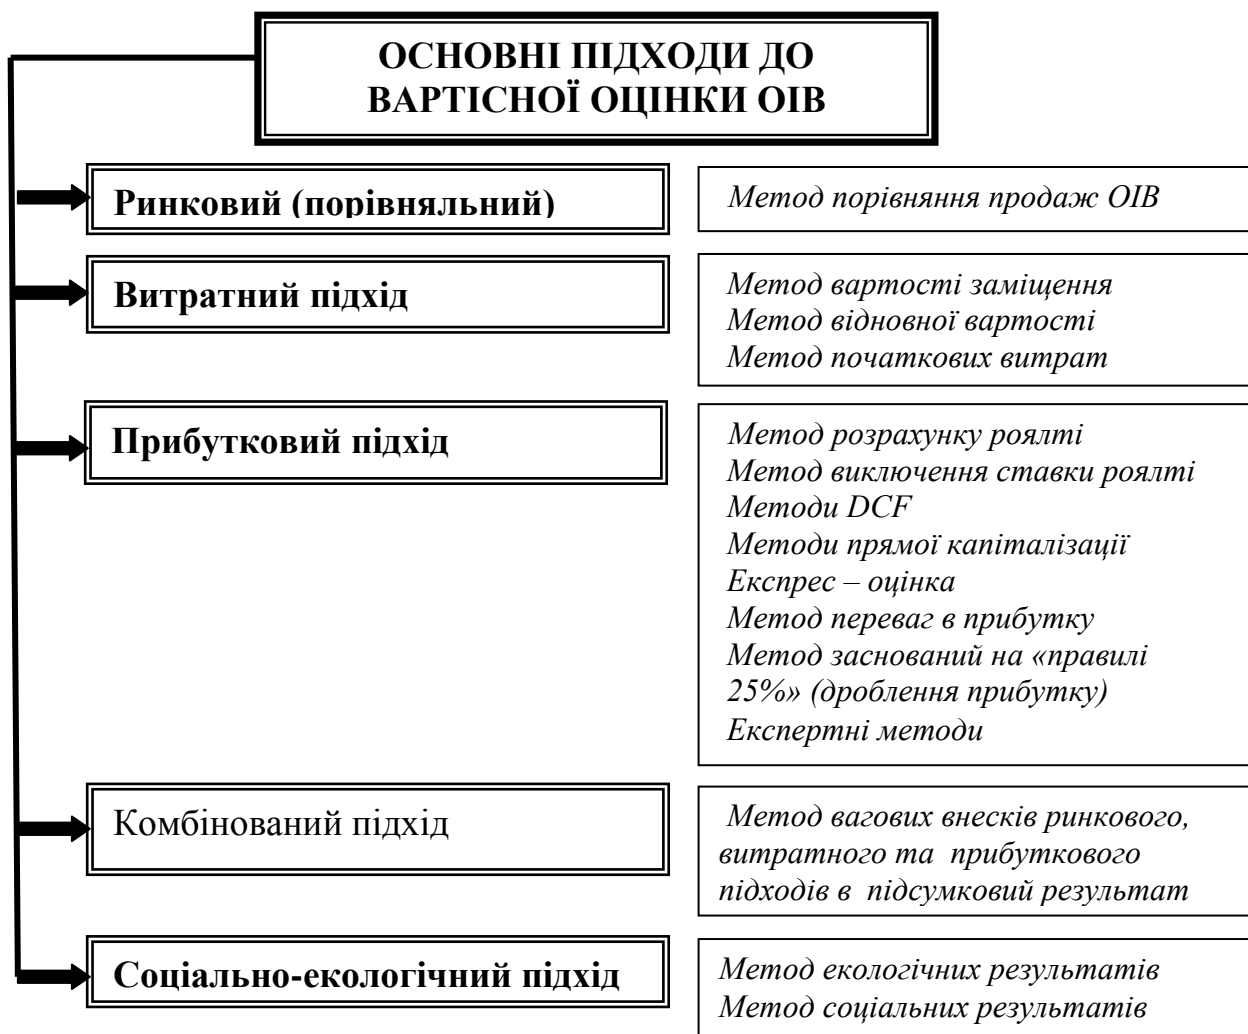 ОСНОВНІ ПІДХОДИ ДО
ВАРТІСНОЇ ОЦІНКИ ОІВ
Ринковий (порівняльний)
Метод порівняння продаж ОІВ
Витратний підхід
Метод вартості заміщення
Метод відновної вартості
Метод початкових витрат
Прибутковий підхід
Метод розрахунку роялті
Метод виключення ставки роялті
Методи DCF
Методи прямої капіталізації
Експрес – оцінка
Метод переваг в прибутку
Метод заснований на «правилі
25%» (дроблення прибутку)
Експертні методи
Комбінований підхід
Метод вагових внесків ринкового,
витратного та прибуткового
підходів в підсумковий результат
Соціально-екологічний підхід
Метод екологічних результатів
Метод соціальних результатів